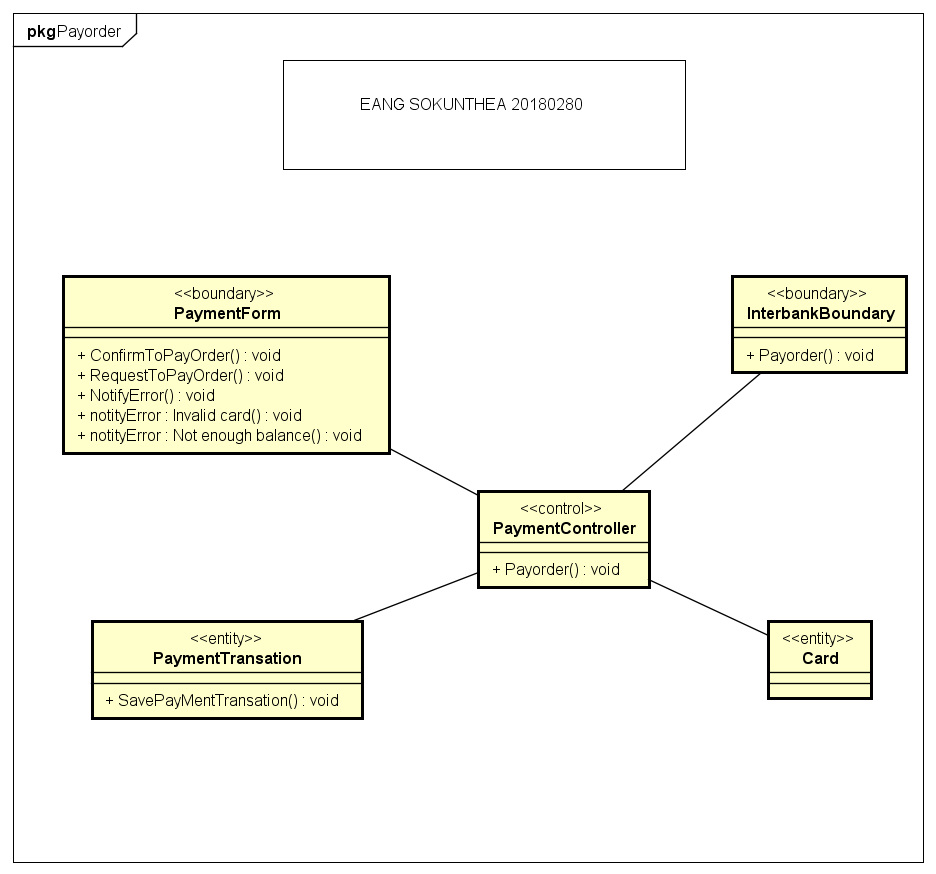 pkgPayorder
EANG SOKUNTHEA 20180280
<<boundary>>
PaymentForm
+ ConfirmToPayOrder() : void
+ RequestToPayOrder() : void
+ NotifyError() : void
+ notityError : Invalid card() : void
+ notityError : Not enough balance() : void
<<boundary>>
InterbankBoundary
+ Payorder() : void
<<control>>
PaymentController
+ Payorder() : void
<<entity>>
PaymentTransation
+ SavePayMentTransation() : void
<<entity>>
Card